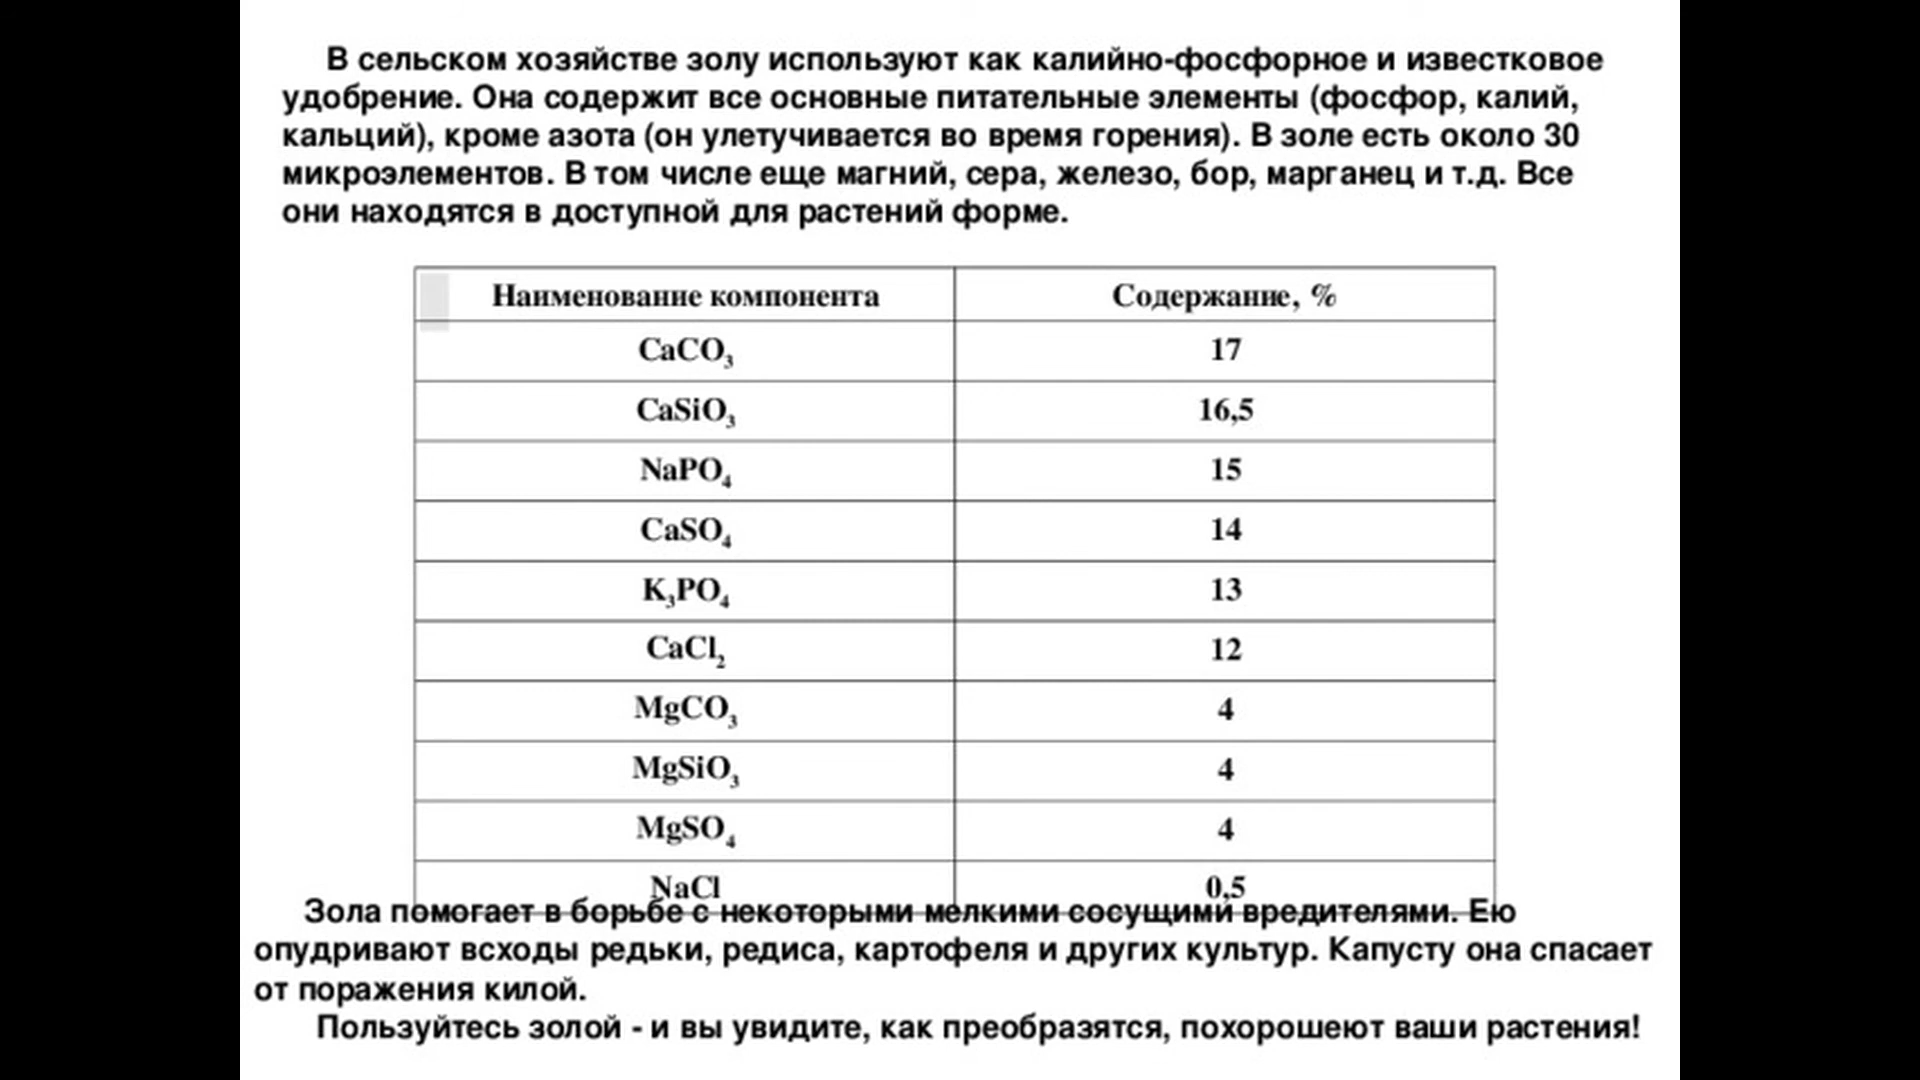 В сельском хозяйстве золу используют как калийно-фосфорное и известковое
удобрение. Она содержит все основные питательные элементы (фосфор, калий,
кальций), кроме азота (он улетучивается во время горения). В золе есть около 30
микроэлементов. В том числе еще магний, сера, железо, бор, марганец и т.д. Все
они находятся в доступной для растений форме.
Наименование компонента Содержание, %
CaCO₃ 17
CaSiO₃ 16,5
NaPO₄ 15
CaSO₄ 14
K₃PO₄ 13
CaCl₂ 12
MgCO₃ 4
MgSiO₃ 4
MgSO₄ 4
NaCl 0,5
Зола помогает в борьбе с некоторыми мелкими сосущими вредителями. Ею
опудривают всходы редьки, редиса, картофеля и других культур. Капусту она спасает
от поражения килой.
Пользуйтесь золой - и вы увидите, как преобразятся, похорошеют ваши растения!